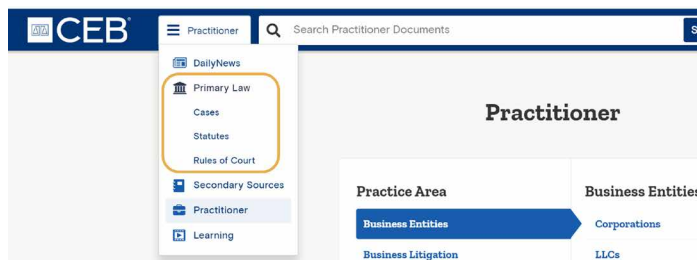 CEB
Practitioner
Search Practitioner Documents
DailyNews
Primary Law
Cases
Statutes
Rules of Court
Secondary Sources
Practitioner
Learning
Practitioner
Practice Area
Business Entities
Business Entities
Corporations
Business Litigation
LLCs